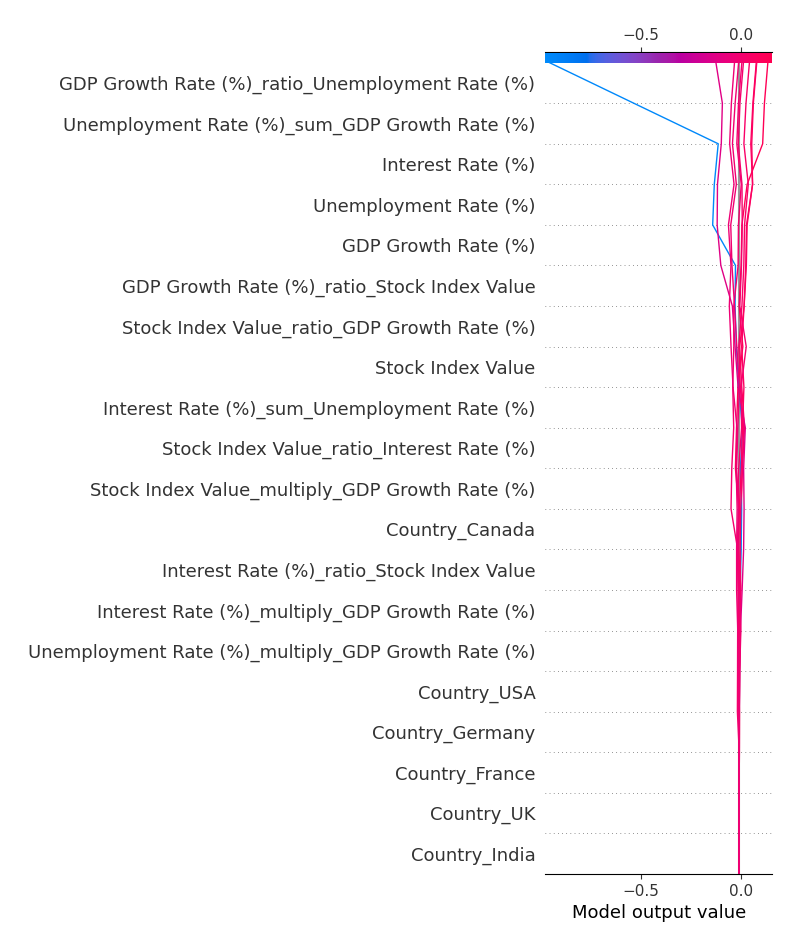 −0.5 0.0
GDP Growth Rate (%)_ratio_Unemployment Rate (%)
Unemployment Rate (%)_sum_GDP Growth Rate (%)
Interest Rate (%)
Unemployment Rate (%)
GDP Growth Rate (%)
GDP Growth Rate (%)_ratio_Stock Index Value
Stock Index Value_ratio_GDP Growth Rate (%)
Stock Index Value
Interest Rate (%)_sum_Unemployment Rate (%)
Stock Index Value_ratio_Interest Rate (%)
Stock Index Value_multiply_GDP Growth Rate (%)
Country_Canada
Interest Rate (%)_ratio_Stock Index Value
Interest Rate (%)_multiply_GDP Growth Rate (%)
Unemployment Rate (%)_multiply_GDP Growth Rate (%)
Country_USA
Country_Germany
Country_France
Country_UK
Country_India
−0.5 0.0
Model output value